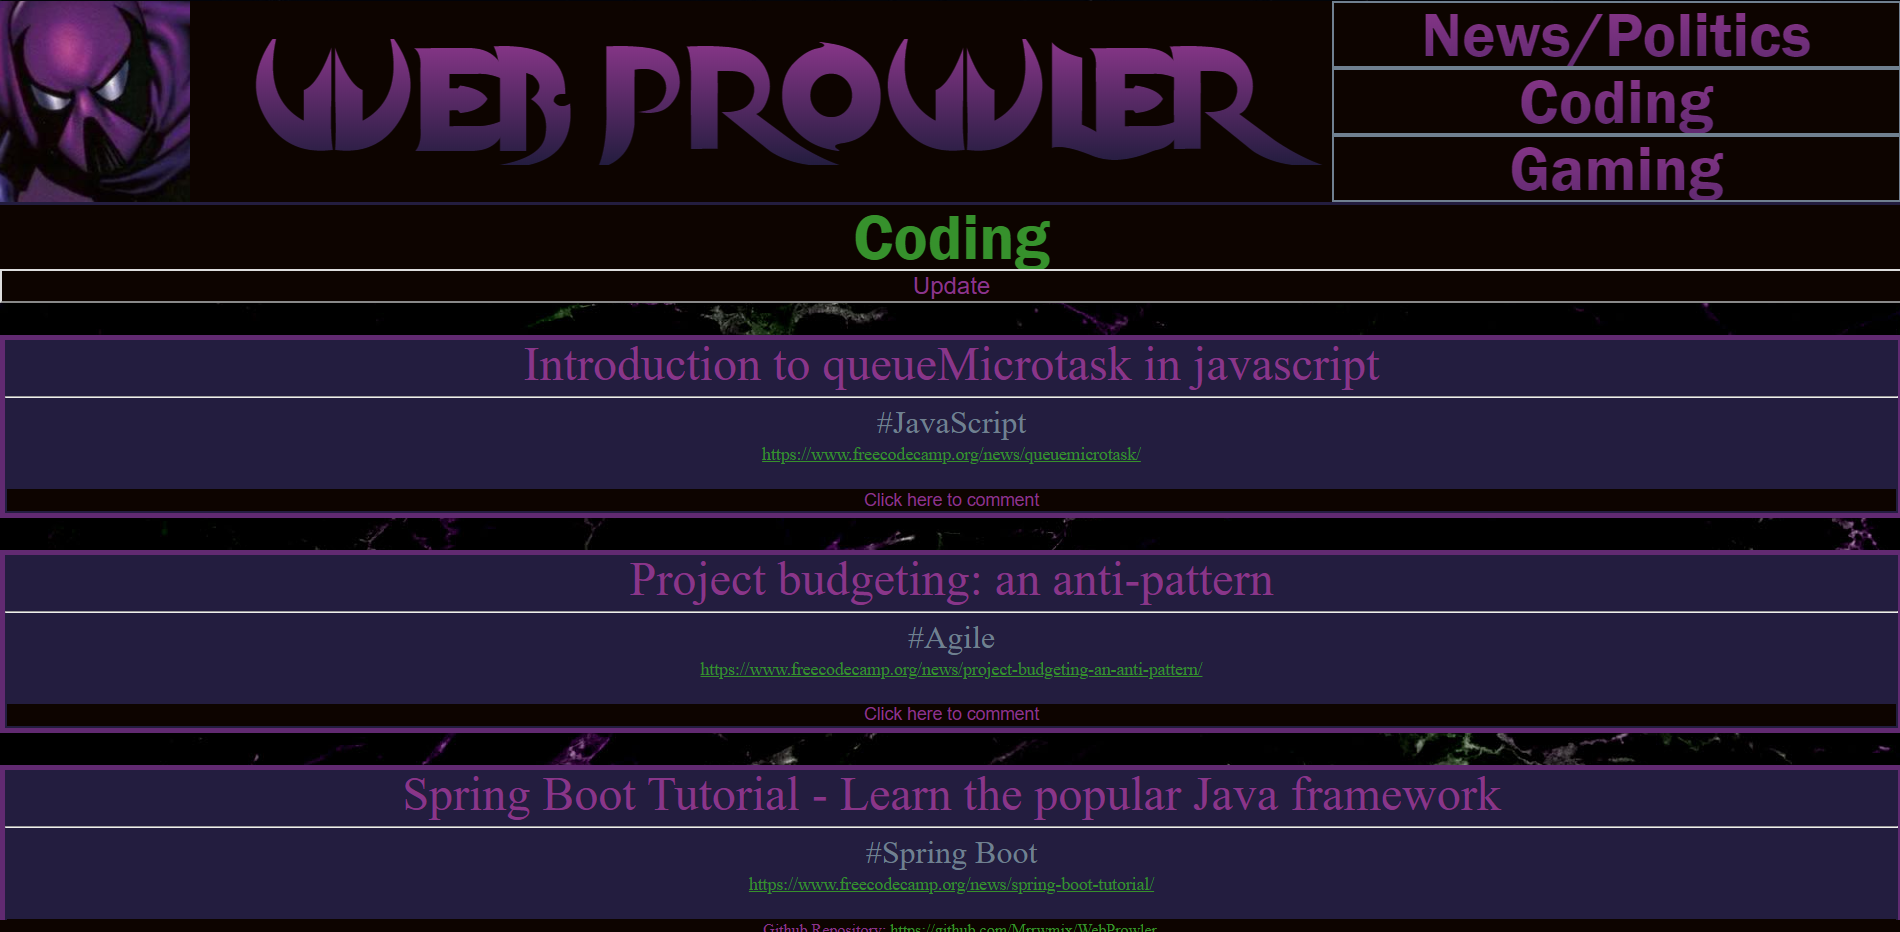 WEB PROWLER
News/Politics
Coding
Gaming
Coding
Update
Introduction to queueMicrotask in javascript
#JavaScript
https://www.freecodecamp.org/news/queuemicrotask/
Click here to comment
Project budgeting: an anti-pattern
#Agile
https://www.freecodecamp.org/news/project-budgeting-an-anti-pattern/
Click here to comment
Spring Boot Tutorial - Learn the popular Java framework
#Spring Boot
https://www.freecodecamp.org/news/spring-boot-tutorial/
Github Repository: https://github.com/Mrrwmix/WebProwler